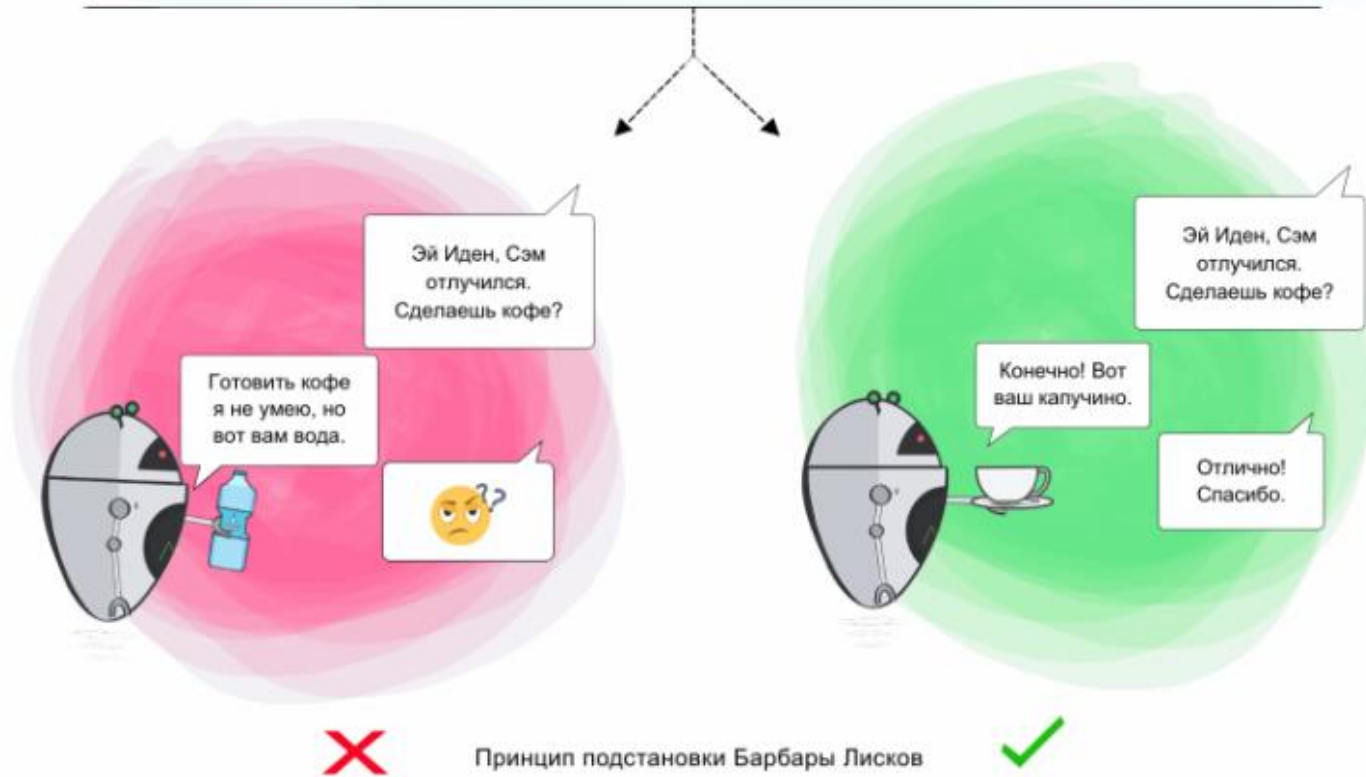 Эй Иден, Сэм
отлучился.
Сделаешь кофе?
Готовить кофе
я не умею, но
вот вам вода.
??
Эй Иден, Сэм
отлучился.
Сделаешь кофе?
Конечно! Вот
ваш капучино.
Отлично!
Спасибо.
Принцип подстановки Барбары Лисков